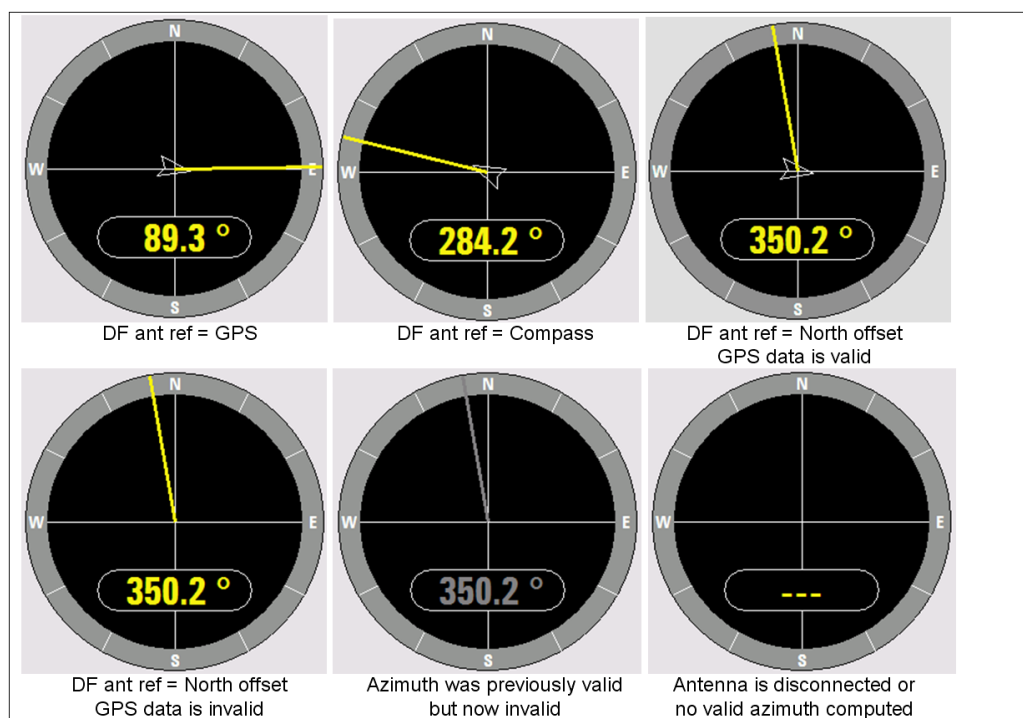 N
W
E
S
89.3 °
DF ant ref = GPS
N
W
E
S
284.2 °
DF ant ref = Compass
N
W
E
S
350.2 °
DF ant ref = North offset
GPS data is valid
N
W
E
S
350.2 °
DF ant ref = North offset
GPS data is invalid
N
W
E
S
350.2 °
Azimuth was previously valid
but now invalid
N
W
E
S
---
Antenna is disconnected or
no valid azimuth computed